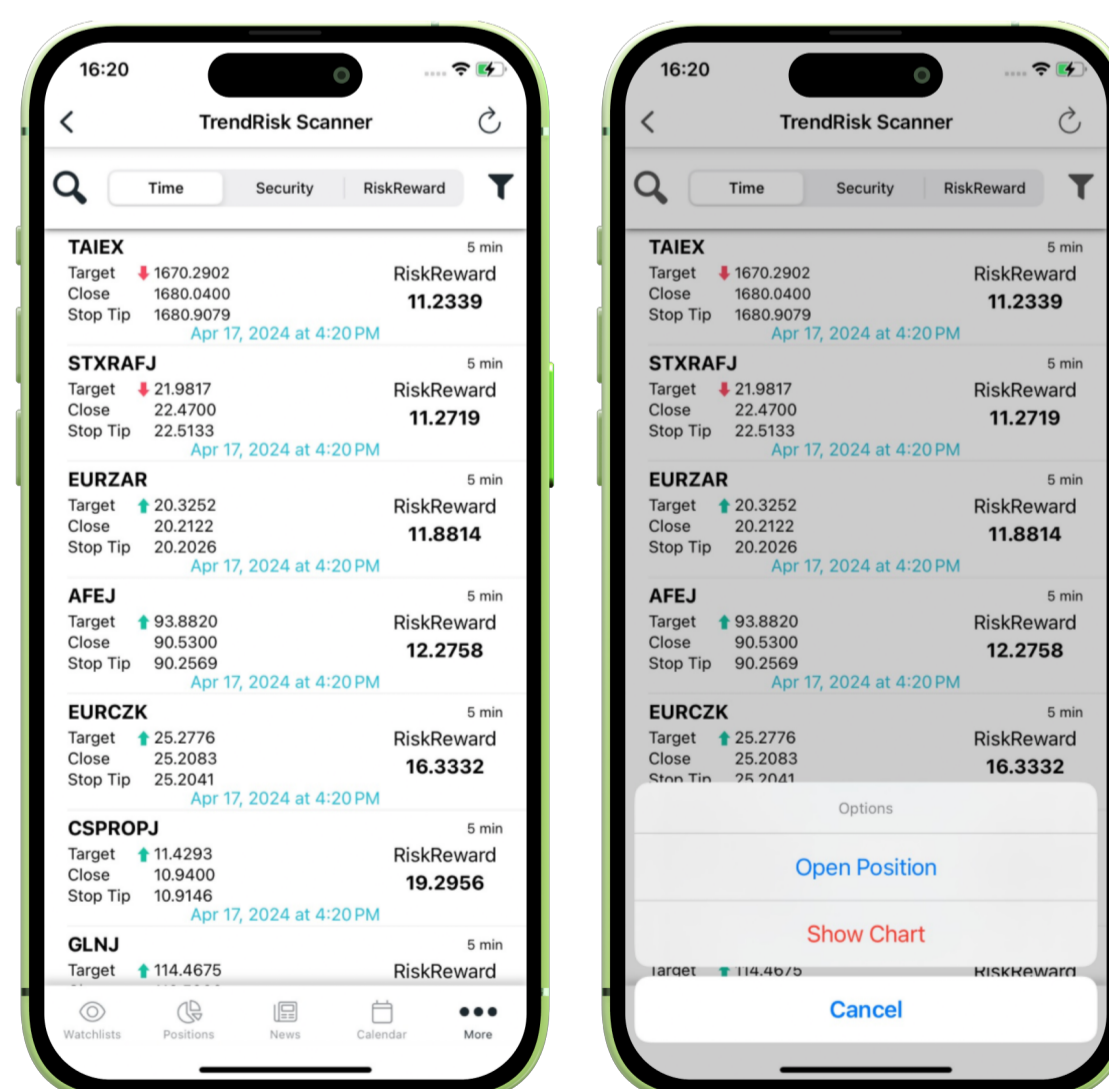 16:20
TrendRisk Scanner
Time Security RiskReward
TAIEX 5 min
Target 1670.2902 RiskReward
Close 1680.0400 11.2339
Stop Tip 1680.9079
Apr 17, 2024 at 4:20 PM
STXRAFJ 5 min
Target 21.9817 RiskReward
Close 22.4700 11.2719
Stop Tip 22.5133
Apr 17, 2024 at 4:20 PM
EURZAR 5 min
Target 20.3252 RiskReward
Close 20.2122 11.8814
Stop Tip 20.2026
Apr 17, 2024 at 4:20 PM
AFEJ 5 min
Target 93.8820 RiskReward
Close 90.5300 12.2758
Stop Tip 90.2569
Apr 17, 2024 at 4:20 PM
EURCZK 5 min
Target 25.2776 RiskReward
Close 25.2083 16.3332
Stop Tip 25.2041
Apr 17, 2024 at 4:20 PM
CSPROPJ 5 min
Target 11.4293 RiskReward
Close 10.9400 19.2956
Stop Tip 10.9146
Apr 17, 2024 at 4:20 PM
GLNJ 5 min
Target 114.4675 RiskReward
Watchlists Positions News Calendar More
16:20
TrendRisk Scanner
Time Security RiskReward
TAIEX 5 min
Target 1670.2902 RiskReward
Close 1680.0400 11.2339
Stop Tip 1680.9079
Apr 17, 2024 at 4:20 PM
STXRAFJ 5 min
Target 21.9817 RiskReward
Close 22.4700 11.2719
Stop Tip 22.5133
Apr 17, 2024 at 4:20 PM
EURZAR 5 min
Target 20.3252 RiskReward
Close 20.2122 11.8814
Stop Tip 20.2026
Apr 17, 2024 at 4:20 PM
AFEJ 5 min
Target 93.8820 RiskReward
Close 90.5300 12.2758
Stop Tip 90.2569
Apr 17, 2024 at 4:20 PM
EURCZK 5 min
Target 25.2776 RiskReward
Close 25.2083 16.3332
Stop Tip 25.2041
Options
Open Position
Show Chart
Target 114.4675 RiskReward
Cancel